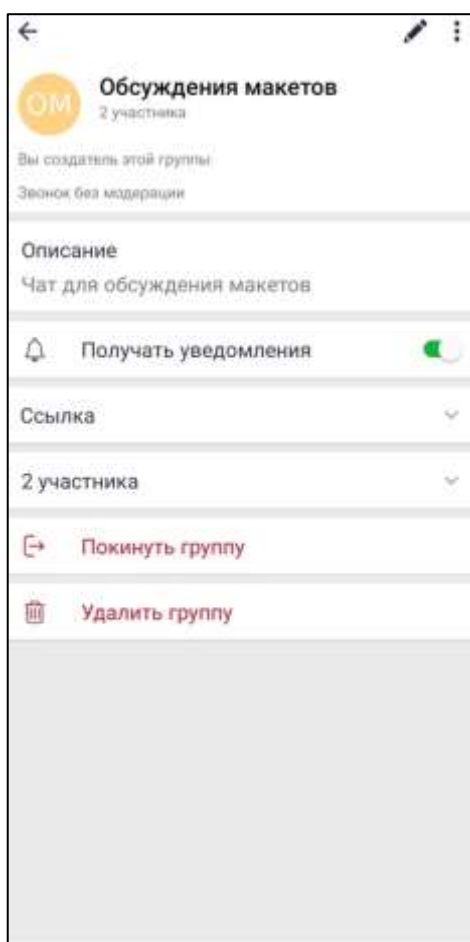 Обсуждения макетов
ОМ
2 участника
Вы создатель этой группы
Звонок без модерации
Описание
Чат для обсуждения макетов
Получать уведомления
Ссылка
2 участника
Покинуть группу
Удалить группу